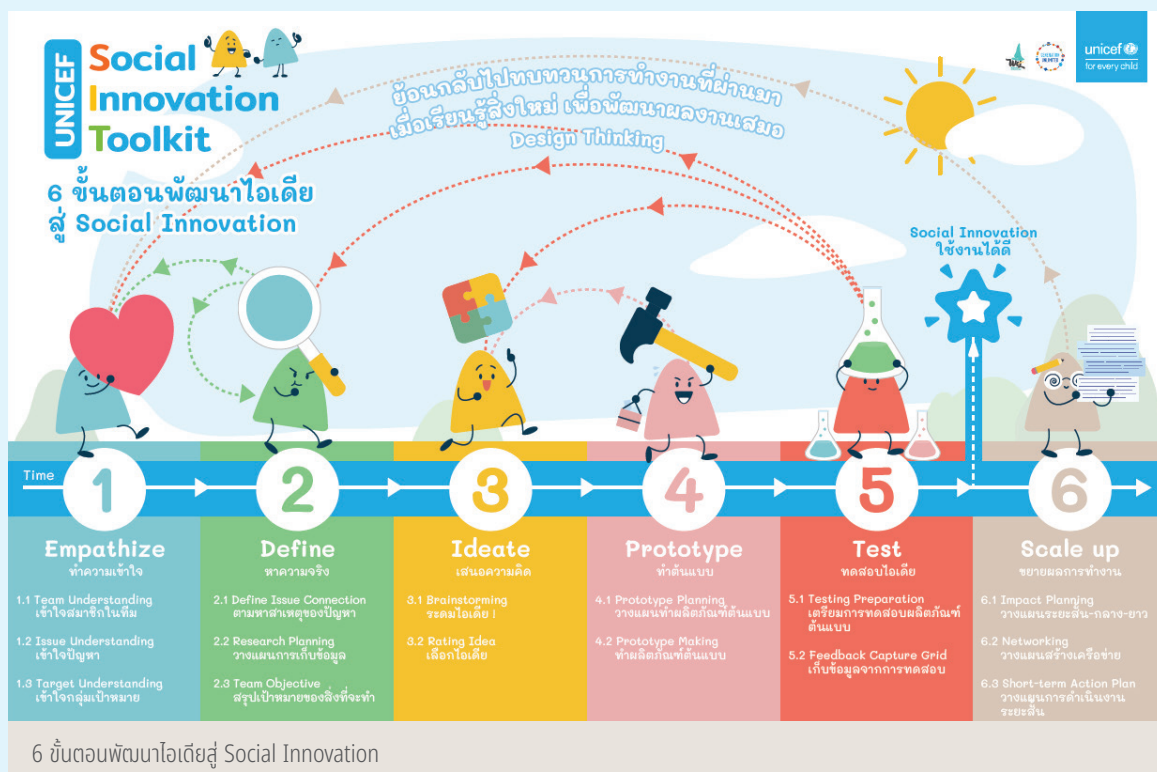 UNICEF
Social
Innovation
Toolkit
6 ขั้นตอนพัฒนาไอเดีย
สู่ Social Innovation
ย้อนกลับไปทบทวนการทำงานที่ผ่านมา
เมื่อเรียนรู้สิ่งใหม่ เพื่อพัฒนาผลงานเสมอ
Design Thinking
unicef
for every child
Social Innovation
ใช้งานได้ดี
Time
1
2
3
4
5
6
Empathize
ทำความเข้าใจ
1.1 Team Understanding
เข้าใจสมาชิกในทีม
1.2 Issue Understanding
เข้าใจปัญหา
1.3 Target Understanding
เข้าใจกลุ่มเป้าหมาย
Define
หาความจริง
2.1 Define Issue Connection
ตามหาสาเหตุของปัญหา
2.2 Research Planning
วางแผนการเก็บข้อมูล
2.3 Team Objective
สรุปเป้าหมายของสิ่งที่จะทำ
Ideate
เสนอความคิด
3.1 Brainstorming
ระดมไอเดีย !
3.2 Rating Idea
เลือกไอเดีย
Prototype
ทำต้นแบบ
4.1 Prototype Planning
วางแผนทำผลิตภัณฑ์ต้นแบบ
4.2 Prototype Making
ทำผลิตภัณฑ์ต้นแบบ
Test
ทดสอบไอเดีย
5.1 Testing Preparation
เตรียมการทดสอบผลิตภัณฑ์
ต้นแบบ
5.2 Feedback Capture Grid
เก็บข้อมูลจากการทดสอบ
Scale up
ขยายผลการทำงาน
6.1 Impact Planning
วางแผนระยะสั้น-กลาง-ยาว
6.2 Networking
วางแผนสร้างเครือข่าย
6.3 Short-term Action Plan
วางแผนการดำเนินงาน
ระยะสั้น
6 ขั้นตอนพัฒนาไอเดียสู่ Social Innovation